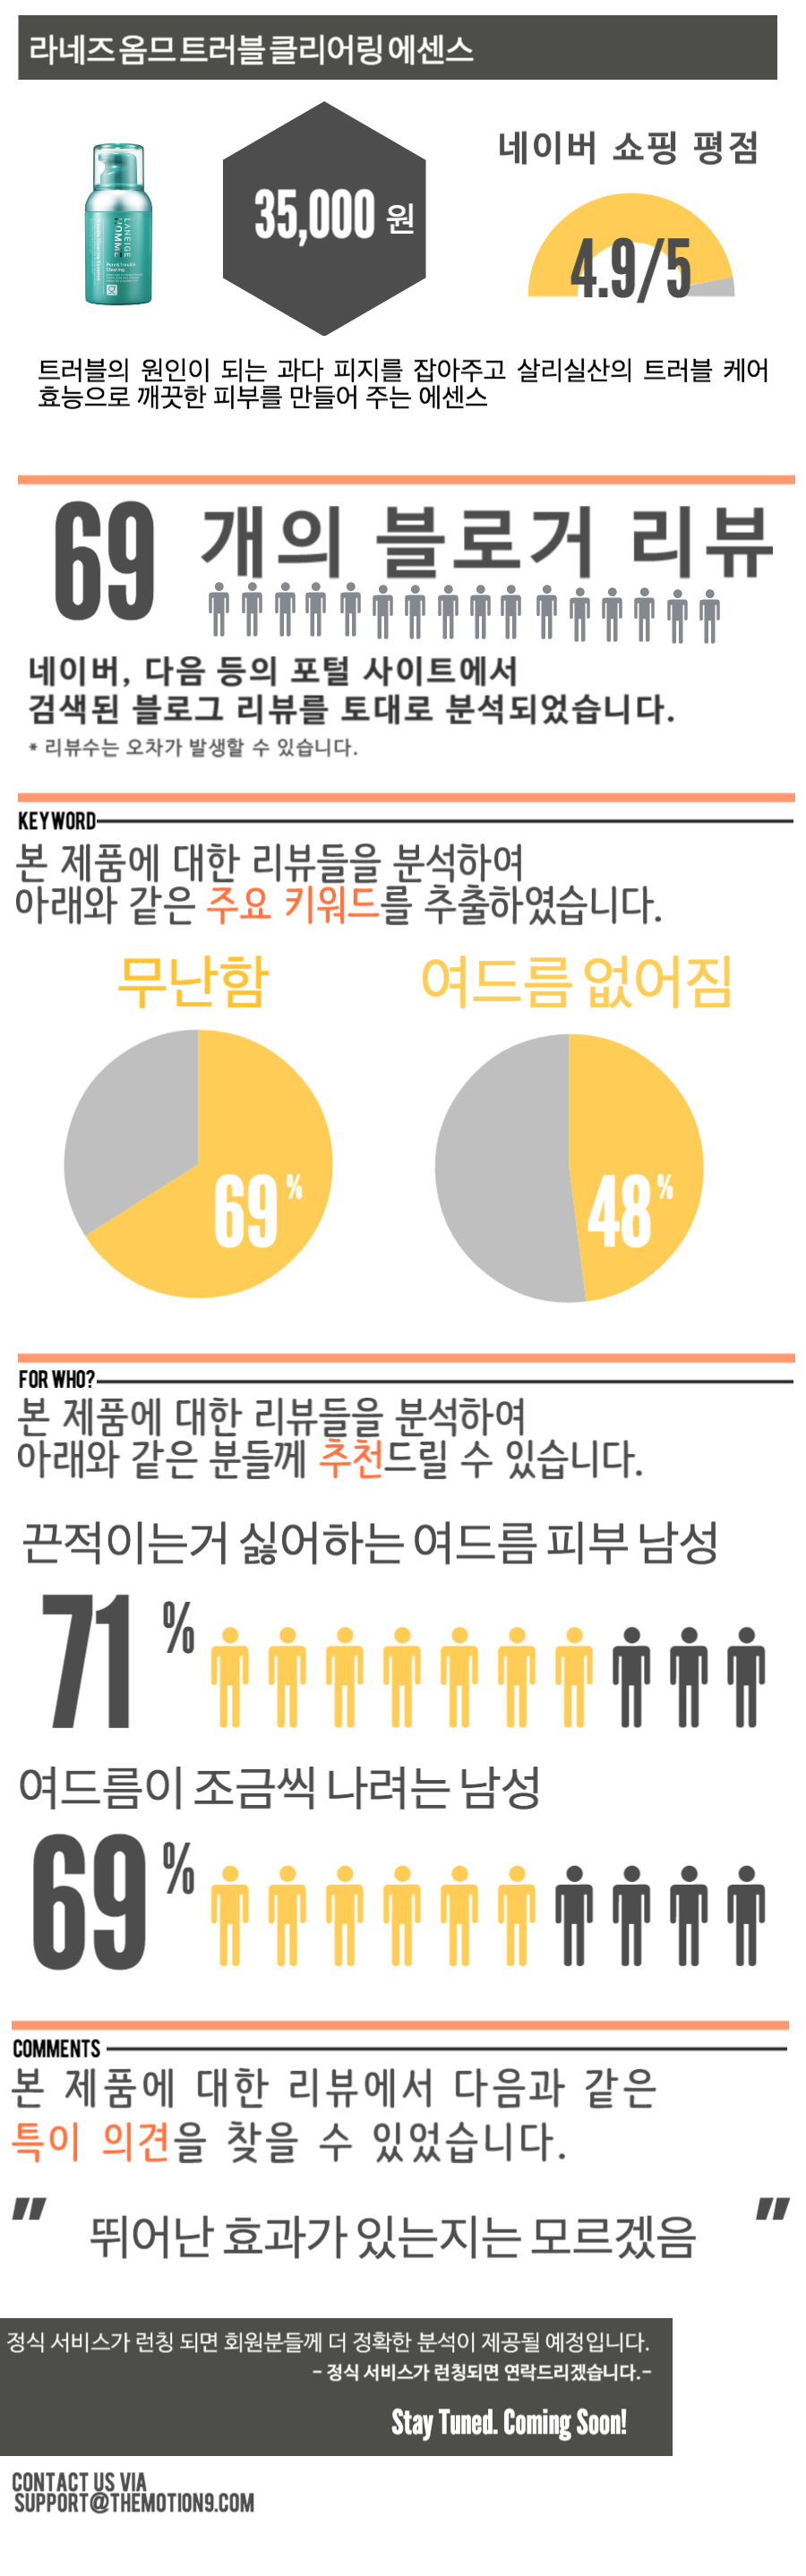 라네즈 옴므 트러블 클리어링 에센스
LANEIGE
HOMME
35,000 원
네이버 쇼핑 평점
4.9/5
트러블의 원인이 되는 과다 피지를 잡아주고 살리실산의 트러블 케어
효능으로 깨끗한 피부를 만들어 주는 에센스
69 개의 블로거 리뷰
네이버, 다음 등의 포털 사이트에서
검색된 블로그 리뷰를 토대로 분석되었습니다.
* 리뷰수는 오차가 발생할 수 있습니다.
KEYWORD
본 제품에 대한 리뷰들을 분석하여
아래와 같은 주요 키워드를 추출하였습니다.
무난함
여드름 없어짐
69%
48%
FOR WHO?
본 제품에 대한 리뷰들을 분석하여
아래와 같은 분들께 추천드릴 수 있습니다.
끈적이는거 싫어하는 여드름 피부 남성
71%
여드름이 조금씩 나려는 남성
69%
COMMENTS
본 제품에 대한 리뷰에서 다음과 같은
특이 의견을 찾을 수 있었습니다.
" 뛰어난 효과가 있는지는 모르겠음 "
정식 서비스가 런칭 되면 회원분들께 더 정확한 분석이 제공될 예정입니다.
- 정식 서비스가 런칭되면 연락드리겠습니다.-
Stay Tuned. Coming Soon!
CONTACT US VIA
SUPPORT@THEMOTION9.COM